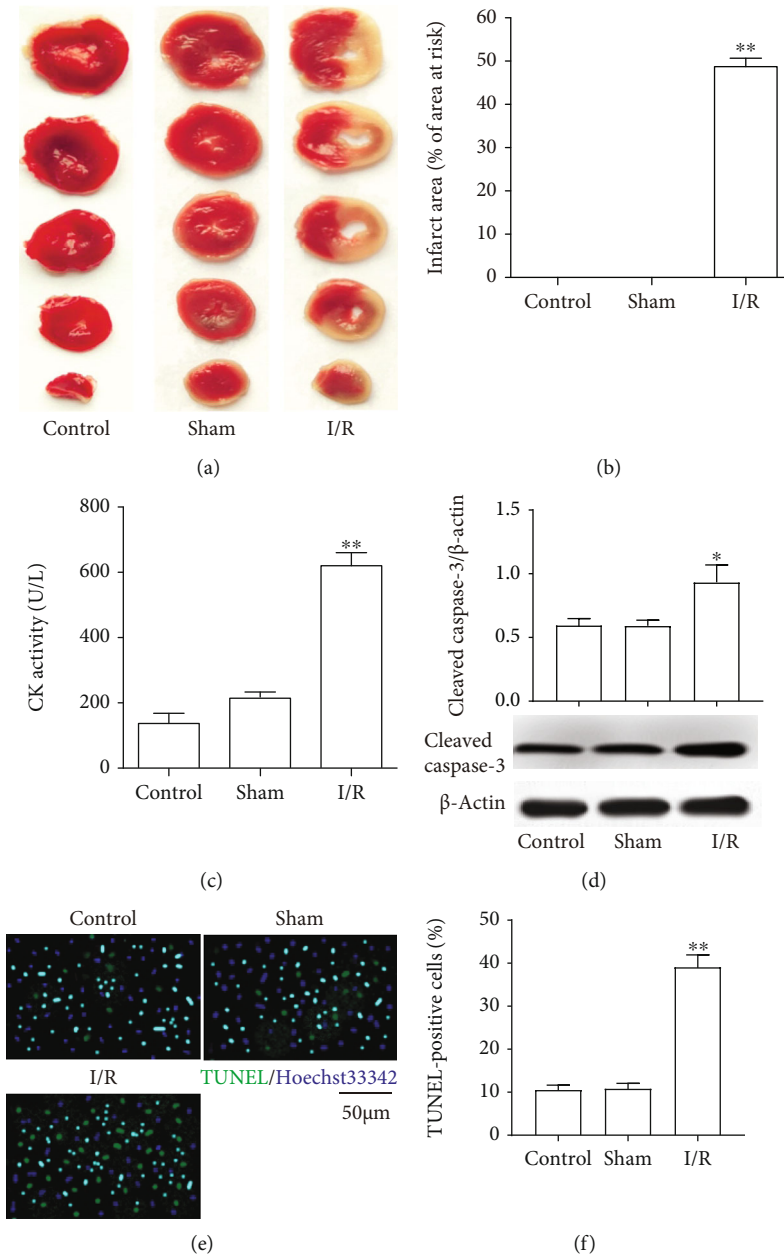 Control Sham I/R
(a)
Infarct area (% of area at risk)
60
50
40
30
20
10
0
**
Control Sham I/R
(b)
CK activity (U/L)
800
600
400
200
0
**
Control Sham I/R
(c)
Cleaved caspase-3/β-actin
1.5
1.0
0.5
0.0
*
Cleaved
caspase-3
β-Actin
Control Sham I/R
(d)
Control Sham
I/R TUNEL/Hoechst33342
50μm
(e)
TUNEL-positive cells (%)
50
40
30
20
10
0
**
Control Sham I/R
(f)